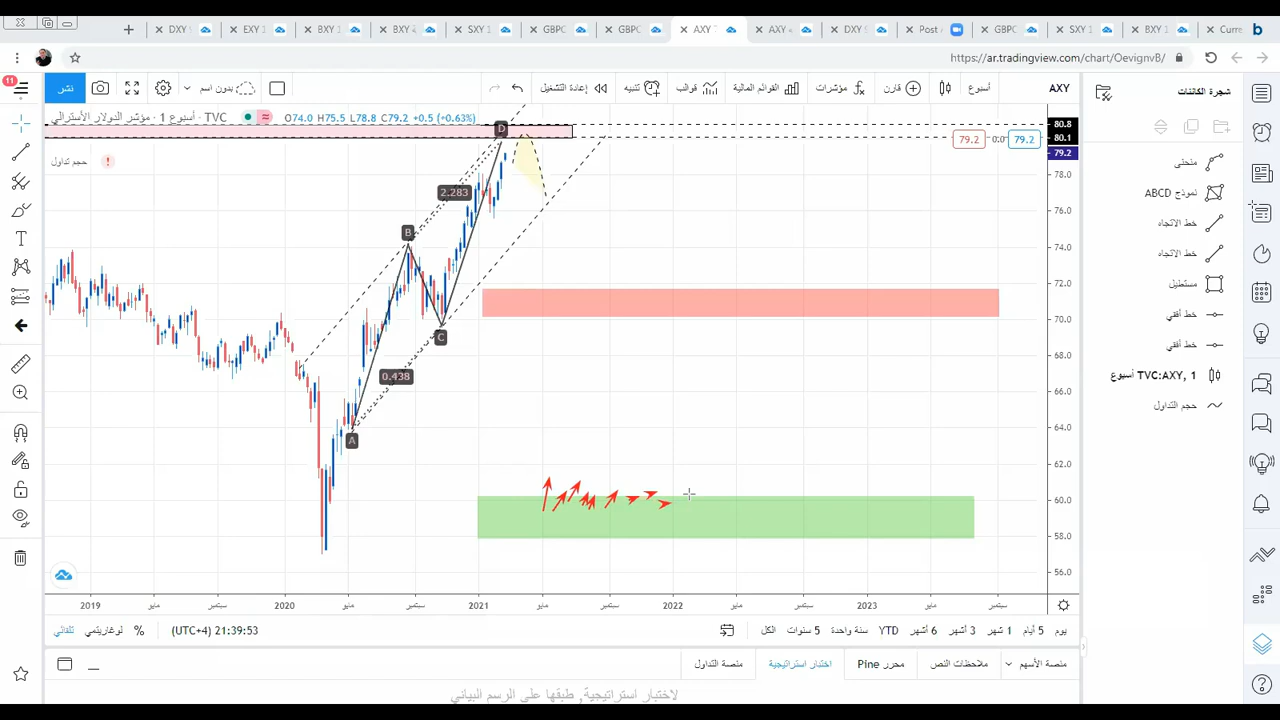 DXY
EXY 1
BXY 1
BXY 4
SXY 1
GBPC
GBPC
AXY
AXY
DXY
Post
GBPC
SXY 1
BXY 1
Curre
https://ar.tradingview.com/chart/OevignvB/
11
نشر
بدون اسم
إعادة التشغيل
تنبيه
قوالب
القوائم المالية
مؤشرات
قارن
أسبوع
AXY
شجرة الكائنات
مؤشر الدولار الأسترالي • أسبوع 1 • TVC
O74.0 H75.5 L78.8 C79.2 +0.5 (+0.63%)
حجم تداول
79.2
0:0
79.2
80.8
80.1
79.2
78.0
76.0
74.0
72.0
70.0
68.0
66.0
64.0
62.0
60.0
58.0
56.0
D
2.283
B
C
0.438
A
منحنى
نموذج ABCD
خط الاتجاه
خط الاتجاه
مستطيل
خط أفقي
خط أفقي
TVC:AXY, 1 أسبوع
حجم التداول
2019
مايو
سبتمبر
2020
مايو
سبتمبر
2021
مايو
سبتمبر
2022
مايو
سبتمبر
2023
مايو
سبتمبر
تلقائي
لوغاريتمي
%
21:39:53 (UTC+4)
الكل
5 سنوات
سنة واحدة
YTD
6 أشهر
3 أشهر
1 شهر
5 أيام
يوم
منصة التداول
اختبار استراتيجية
محرر Pine
ملاحظات النص
منصة الأسهم
لاختبار استراتيجية, طبقها على الرسم البياني